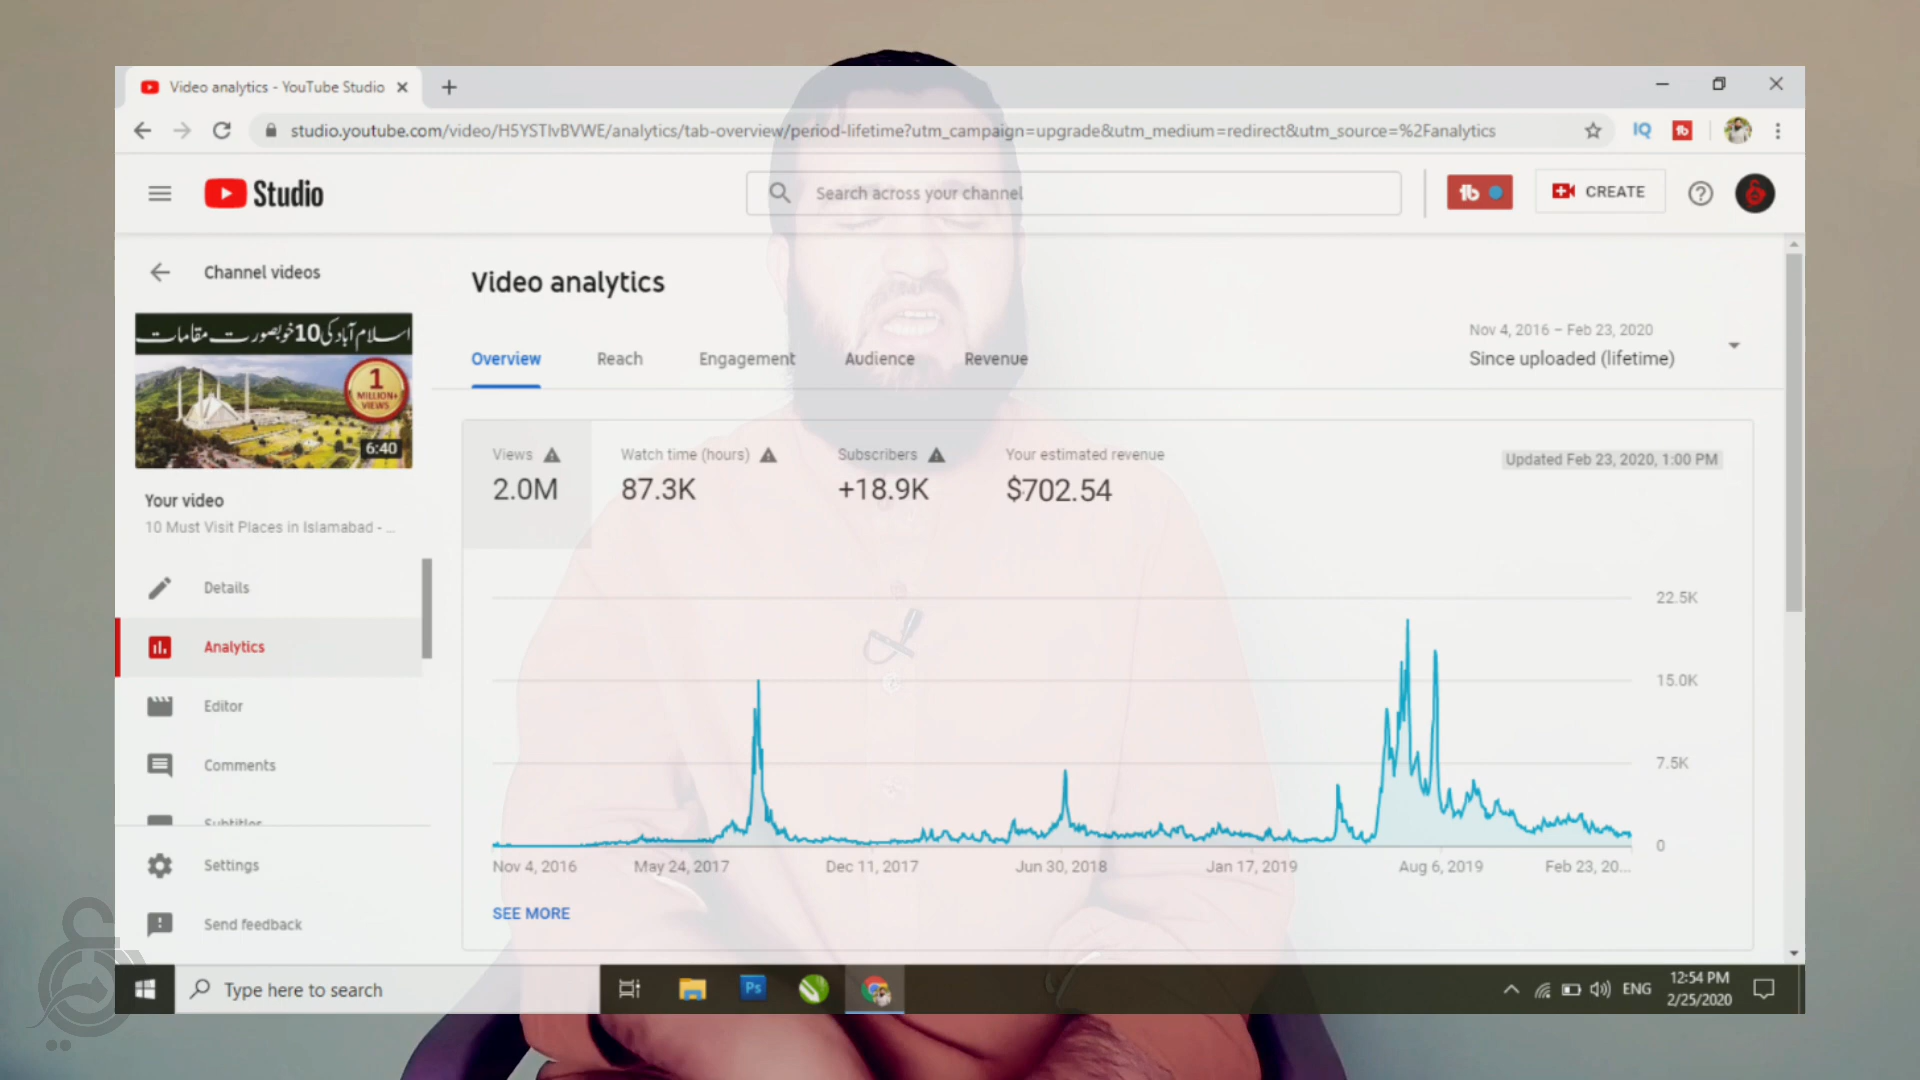 Video analytics - YouTube Studio
studio.youtube.com/video/H5YSTlvBVWE/analytics/tab-overview/period-lifetime?utm_campaign=upgrade&utm_medium=redirect&utm_source=%2Fanalytics
IQ
Studio
Search across your channel
CREATE
Channel videos
اسلام آباد کی 10 خوبصورت مقامات
1
MILLION+
VIEWS
6:40
Your video
10 Must Visit Places in Islamabad - ...
Details
Analytics
Editor
Comments
Subtitles
Settings
Send feedback
Video analytics
Overview Reach Engagement Audience Revenue
Nov 4, 2016 – Feb 23, 2020
Since uploaded (lifetime)
Views Watch time (hours) Subscribers Your estimated revenue
2.0M 87.3K +18.9K $702.54
Updated Feb 23, 2020, 1:00 PM
22.5K
15.0K
7.5K
0
Nov 4, 2016 May 24, 2017 Dec 11, 2017 Jun 30, 2018 Jan 17, 2019 Aug 6, 2019 Feb 23, 20...
SEE MORE
Type here to search
Ps
ENG
12:54 PM
2/25/2020